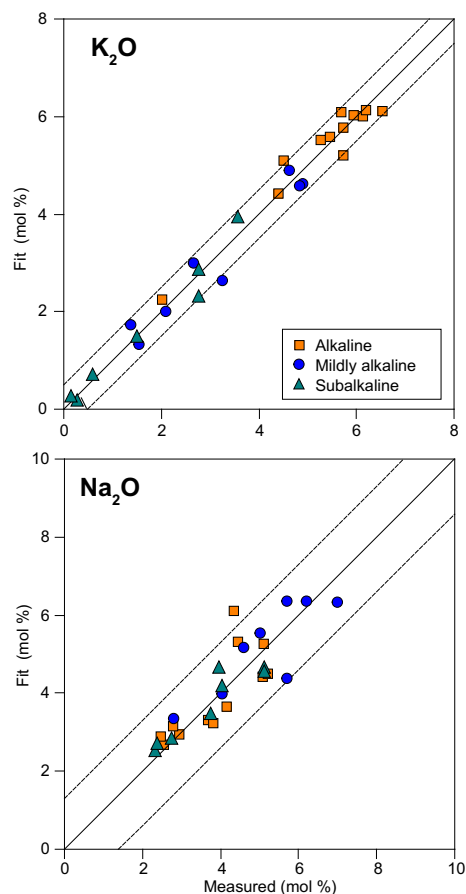 K₂O
8
6
4
2
0
Fit (mol %)
Alkaline
Mildly alkaline
Subalkaline
0 2 4 6 8
Na₂O
10
8
6
4
2
0
Fit (mol %)
0 2 4 6 8 10
Measured (mol %)